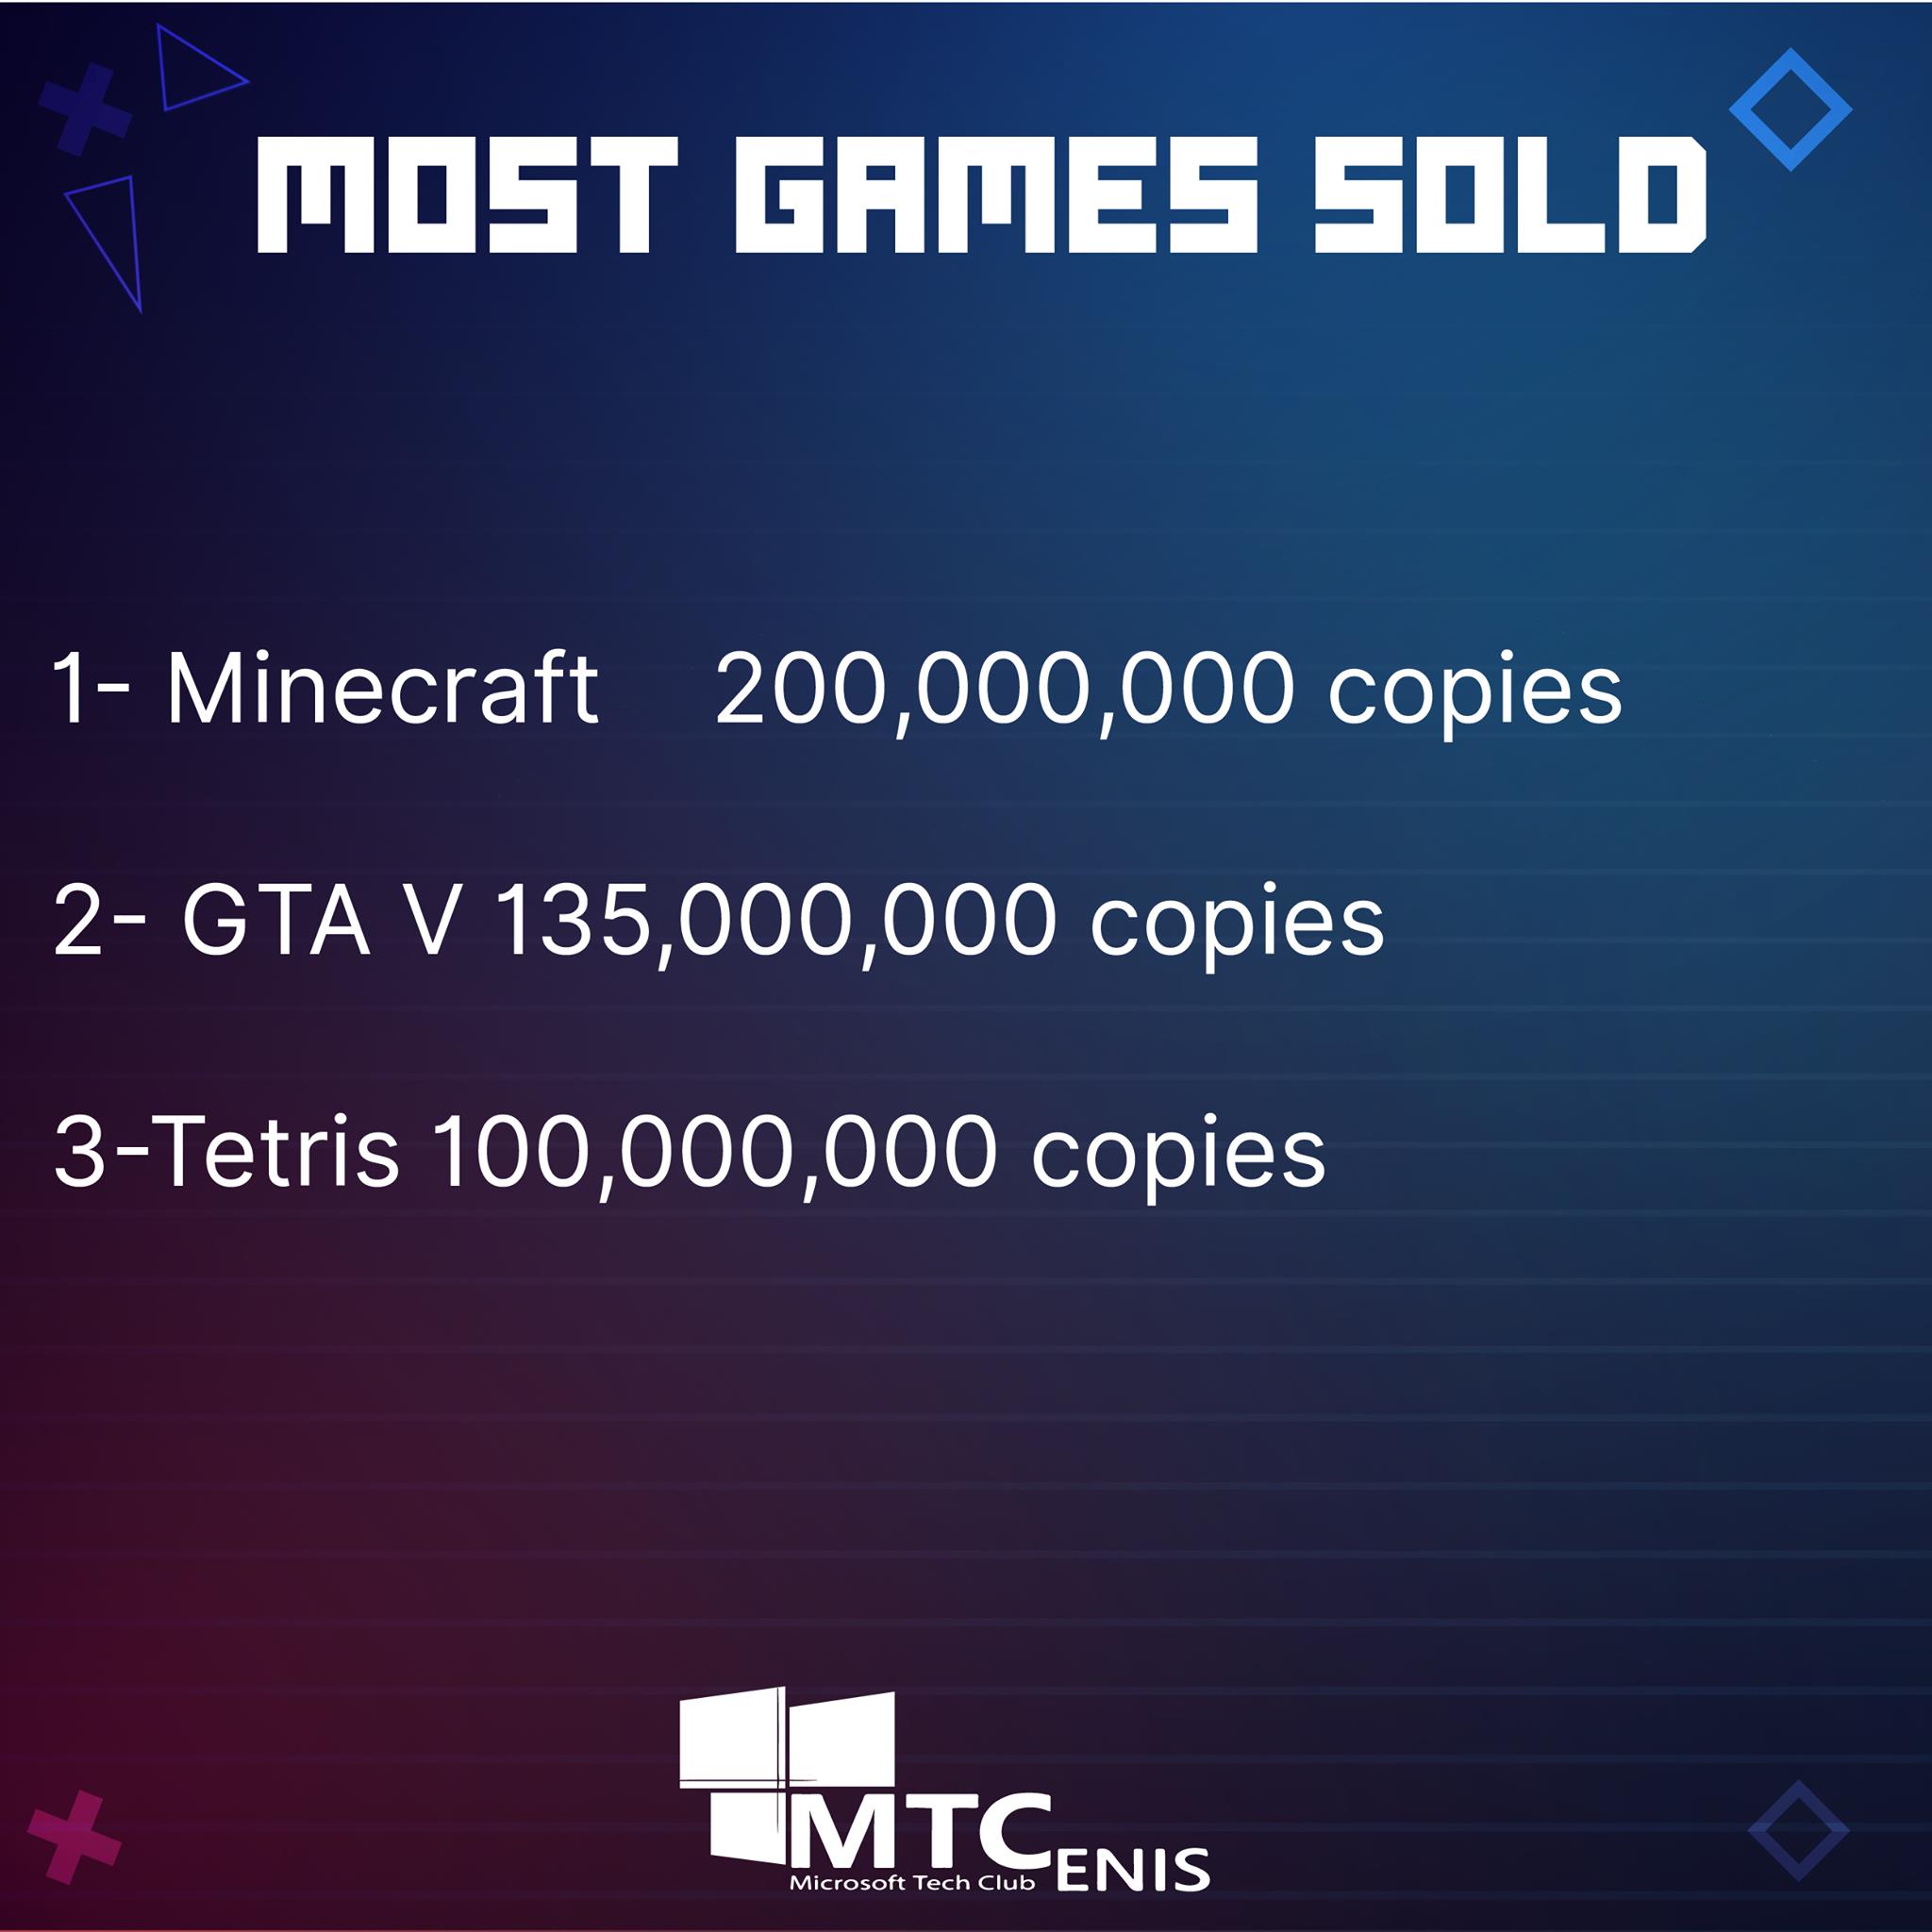 MOST GAMES SOLD
1- Minecraft 200,000,000 copies
2- GTA V 135,000,000 copies
3-Tetris 100,000,000 copies
MTC ENIS
Microsoft Tech Club